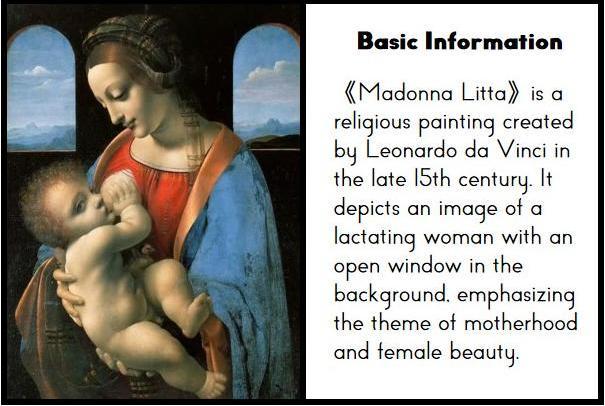 Basic Information
《Madonna Litta》 is a
religious painting created
by Leonardo da Vinci in
the late 15th century. It
depicts an image of a
lactating woman with an
open window in the
background, emphasizing
the theme of motherhood
and female beauty.